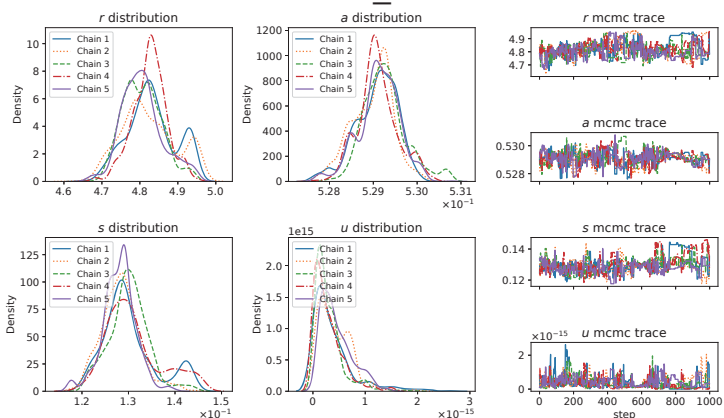 r distribution
Density
0 2 4 6 8 10
4.6 4.7 4.8 4.9 5.0
Chain 1
Chain 2
Chain 3
Chain 4
Chain 5
a distribution
0 200 400 600 800 1000 1200
5.28 5.29 5.30 5.31
×10⁻¹
Chain 1
Chain 2
Chain 3
Chain 4
Chain 5
r mcmc trace
4.9
4.8
4.7
a mcmc trace
0.530
0.528
s distribution
Density
0 25 50 75 100 125
1.2 1.3 1.4 1.5
×10⁻¹
Chain 1
Chain 2
Chain 3
Chain 4
Chain 5
u distribution
1e15
Density
0.0 0.5 1.0 1.5 2.0
0 1 2 3
×10⁻¹⁵
Chain 1
Chain 2
Chain 3
Chain 4
Chain 5
s mcmc trace
0.14
0.12
×10⁻¹⁵ u mcmc trace
2
0
0 200 400 600 800 1000
step